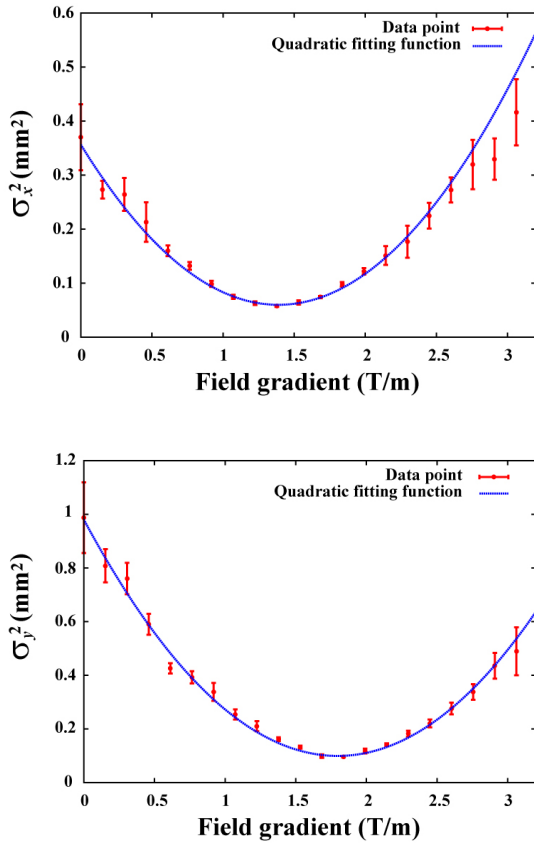 0.6
Data point
Quadratic fitting function
0.5
0.4
0.3
0.2
0.1
0
σx² (mm²)
0 0.5 1 1.5 2 2.5 3
Field gradient (T/m)
1.2
Data point
Quadratic fitting function
1
0.8
0.6
0.4
0.2
0
σy² (mm²)
0 0.5 1 1.5 2 2.5 3
Field gradient (T/m)